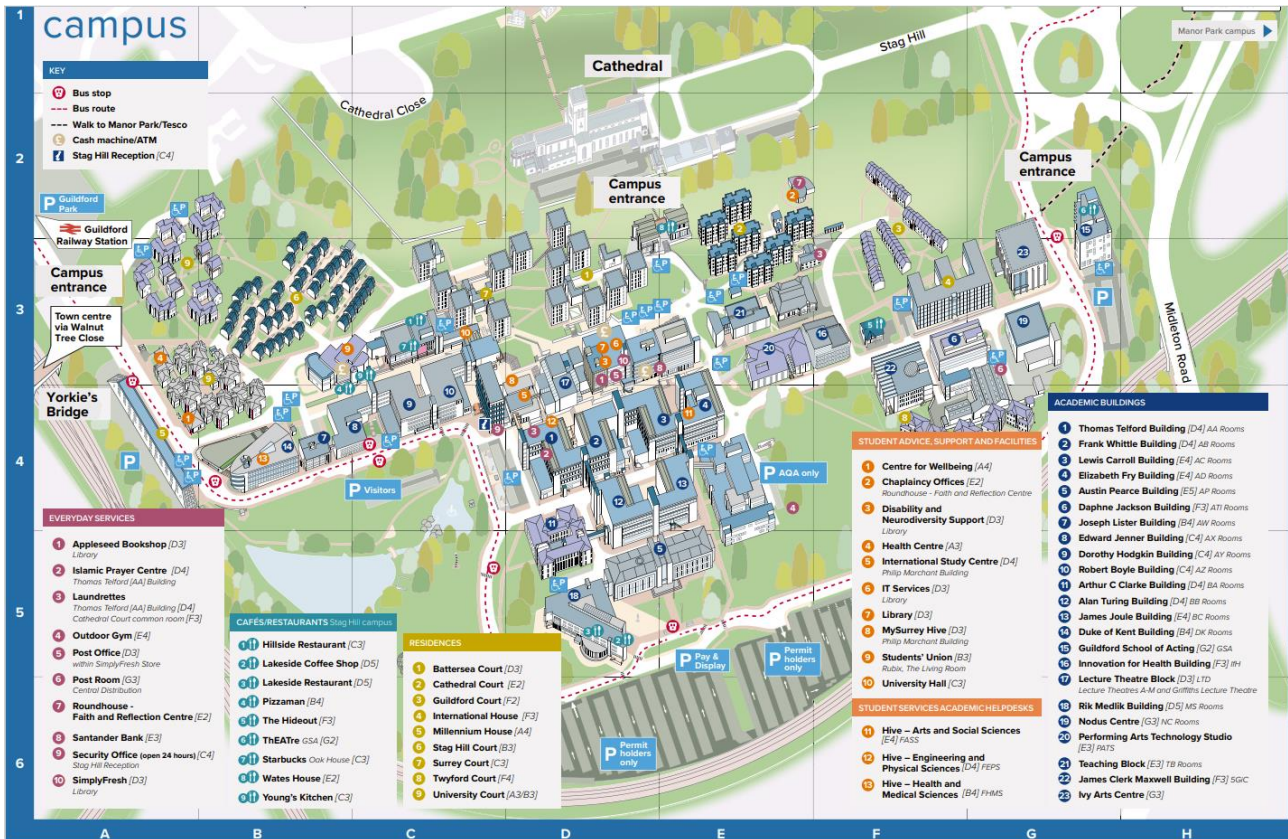 1
campus
Manor Park campus
KEY
Bus stop
Bus route
Walk to Manor Park/Tesco
£ Cash machine/ATM
Stag Hill Reception [C4]
Cathedral Close
Cathedral
Stag Hill
2
Campus
entrance
Campus
entrance
P Guildford
Park
Guildford
Railway Station
Campus
entrance
3
Town centre
via Walnut
Tree Close
Yorkie's
Bridge
Midleton Road
4
P
P Visitors
P AQA only
P
5
P Pay &
Display
P Permit
holders
only
6
P Permit
holders
only
EVERYDAY SERVICES
1 Appleseed Bookshop [D3]
Library
2 Islamic Prayer Centre [D4]
Thomas Telford [AA] Building
3 Laundrettes
Thomas Telford [AA] Building [D4]
Cathedral Court common room [F3]
4 Outdoor Gym [E4]
5 Post Office [D3]
within SimplyFresh Store
6 Post Room [G3]
Central Distribution
7 Roundhouse -
Faith and Reflection Centre [E2]
8 Santander Bank [E3]
9 Security Office (open 24 hours) [C4]
Stag Hill Reception
10 SimplyFresh [D3]
Library
CAFÉS/RESTAURANTS Stag Hill campus
1 Hillside Restaurant [C3]
2 Lakeside Coffee Shop [D5]
3 Lakeside Restaurant [D5]
4 Pizzaman [B4]
5 The Hideout [F3]
6 ThEATre GSA [G2]
7 Starbucks Oak House [C3]
8 Wates House [E2]
9 Young's Kitchen [C3]
RESIDENCES
1 Battersea Court [D3]
2 Cathedral Court [E2]
3 Guildford Court [F2]
4 International House [F3]
5 Millennium House [A4]
6 Stag Hill Court [B3]
7 Surrey Court [C3]
8 Twyford Court [F4]
9 University Court [A3/B3]
STUDENT ADVICE, SUPPORT AND FACILITIES
1 Centre for Wellbeing [A4]
2 Chaplaincy Offices [E2]
Roundhouse - Faith and Reflection Centre
3 Disability and
Neurodiversity Support [D3]
Library
4 Health Centre [A3]
5 International Study Centre [D4]
Philip Marchant Building
6 IT Services [D3]
Library
7 Library [D3]
8 MySurrey Hive [D3]
Philip Marchant Building
9 Students' Union [B3]
Rubix, The Living Room
10 University Hall [C3]
STUDENT SERVICES ACADEMIC HELPDESKS
11 Hive – Arts and Social Sciences
[E4] FASS
12 Hive – Engineering and
Physical Sciences [D4] FEPS
13 Hive – Health and
Medical Sciences [B4] FHMS
ACADEMIC BUILDINGS
1 Thomas Telford Building [D4] AA Rooms
2 Frank Whittle Building [D4] AB Rooms
3 Lewis Carroll Building [E4] AC Rooms
4 Elizabeth Fry Building [E4] AD Rooms
5 Austin Pearce Building [E5] AP Rooms
6 Daphne Jackson Building [F3] ATI Rooms
7 Joseph Lister Building [B4] AW Rooms
8 Edward Jenner Building [C4] AX Rooms
9 Dorothy Hodgkin Building [C4] AY Rooms
10 Robert Boyle Building [C4] AZ Rooms
11 Arthur C Clarke Building [D4] BA Rooms
12 Alan Turing Building [D4] BB Rooms
13 James Joule Building [E4] BC Rooms
14 Duke of Kent Building [B4] DK Rooms
15 Guildford School of Acting [G2] GSA
16 Innovation for Health Building [F3] IfH
17 Lecture Theatre Block [D3] LTD
Lecture Theatres A-M and Griffiths Lecture Theatre
18 Rik Medlik Building [D5] MS Rooms
19 Nodus Centre [G3] NC Rooms
20 Performing Arts Technology Studio
[E3] PATS
21 Teaching Block [E3] TB Rooms
22 James Clerk Maxwell Building [F3] SGIC
23 Ivy Arts Centre [G3]
A B C D E F G H